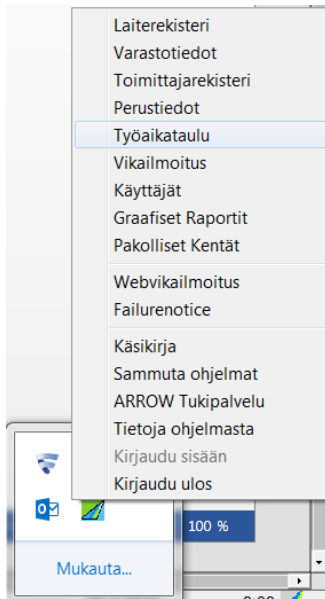 Laiterekisteri
Varastotiedot
Toimittajarekisteri
Perustiedot
Työaikataulu
Vikailmoitus
Käyttäjät
Graafiset Raportit
Pakolliset Kentät
Webvikailmoitus
Failurenotice
Käsikirja
Sammuta ohjelmat
ARROW Tukipalvelu
Tietoja ohjelmasta
Kirjaudu sisään
Kirjaudu ulos
100 %
Mukauta...